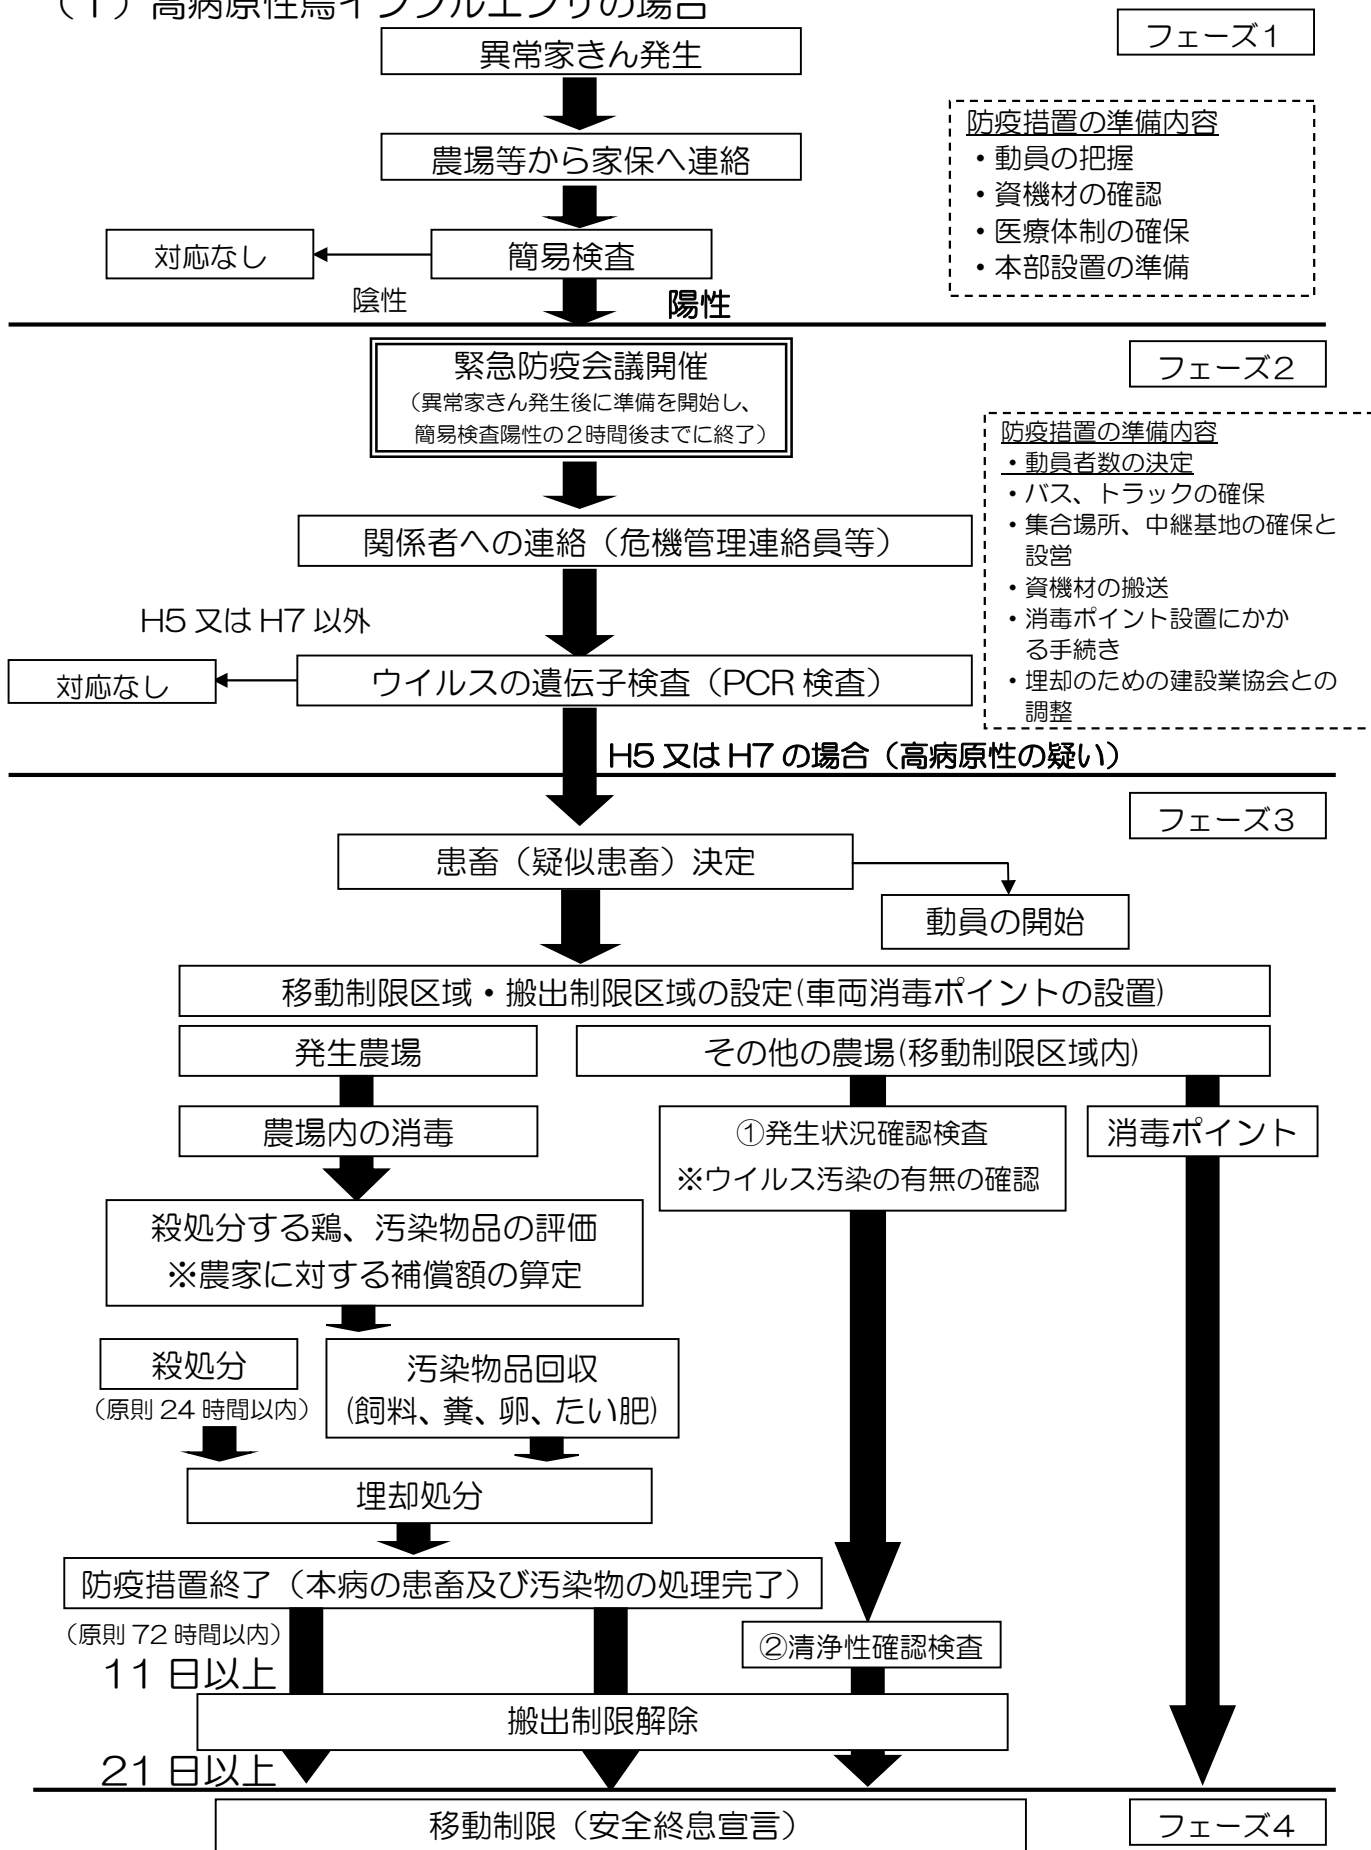 （１）高病原性鳥インフルエンザの場合
フェーズ１
異常家きん発生
防疫措置の準備内容
・動員の把握
・資機材の確認
・医療体制の確保
・本部設置の準備
農場等から家保へ連絡
対応なし
簡易検査
陰性
陽性
フェーズ２
緊急防疫会議開催
（異常家きん発生後に準備を開始し、
簡易検査陽性の２時間後までに終了）
防疫措置の準備内容
・動員者数の決定
・バス、トラックの確保
・集合場所、中継基地の確保と
設営
・資機材の搬送
・消毒ポイント設置にかか
る手続き
・埋却のための建設業協会との
調整
関係者への連絡（危機管理連絡員等）
H5 又は H7 以外
対応なし
ウイルスの遺伝子検査（PCR 検査）
H5 又は H7 の場合（高病原性の疑い）
フェーズ３
患畜（疑似患畜）決定
動員の開始
移動制限区域・搬出制限区域の設定(車両消毒ポイントの設置)
発生農場
その他の農場(移動制限区域内)
農場内の消毒
①発生状況確認検査
※ウイルス汚染の有無の確認
消毒ポイント
殺処分する鶏、汚染物品の評価
※農家に対する補償額の算定
殺処分
（原則 24 時間以内）
汚染物品回収
(飼料、糞、卵、たい肥)
埋却処分
防疫措置終了（本病の患畜及び汚染物の処理完了）
（原則 72 時間以内）
11 日以上
②清浄性確認検査
搬出制限解除
21 日以上
移動制限（安全終息宣言）
フェーズ４